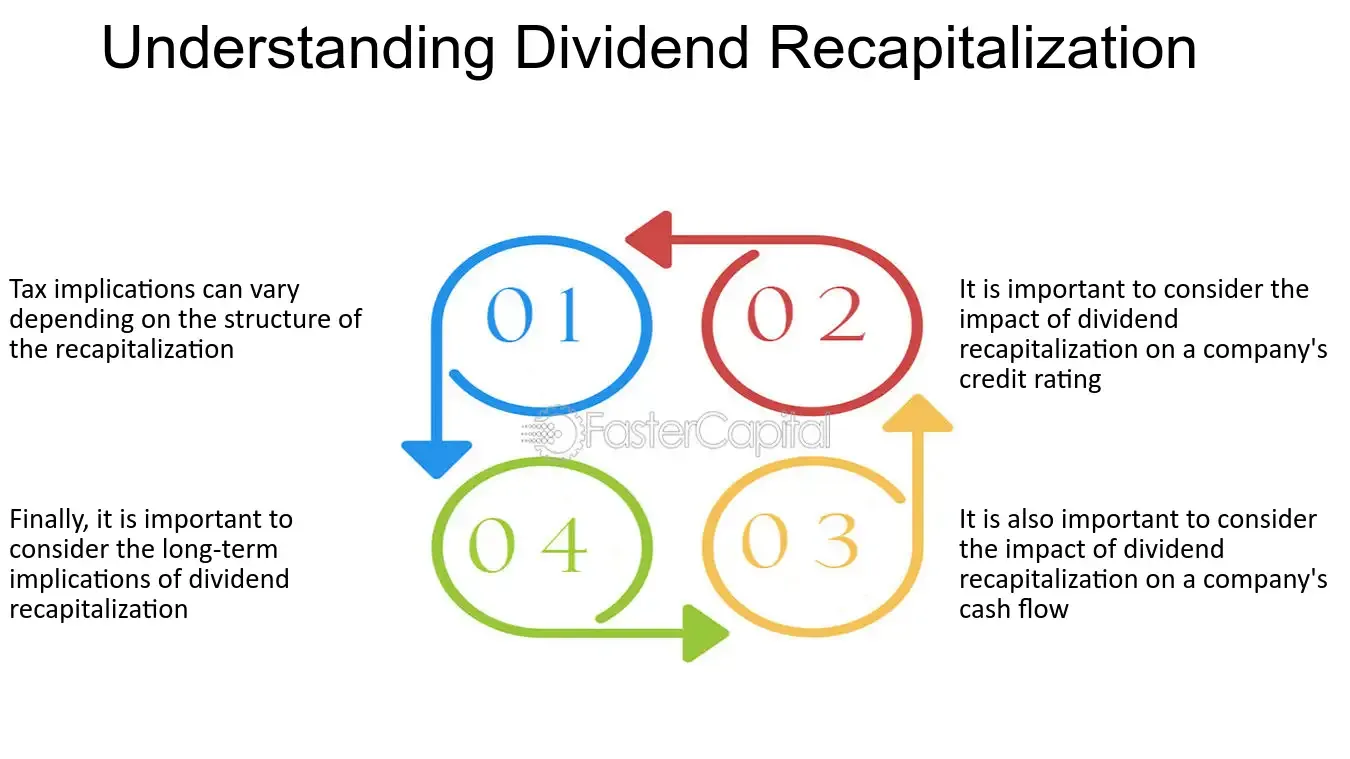 Understanding Dividend Recapitalization
01
Tax implications can vary
depending on the structure of
the recapitalization
02
It is important to consider the
impact of dividend
recapitalization on a company's
credit rating
FasterCapital
03
It is also important to consider
the impact of dividend
recapitalization on a company's
cash flow
04
Finally, it is important to
consider the long-term
implications of dividend
recapitalization